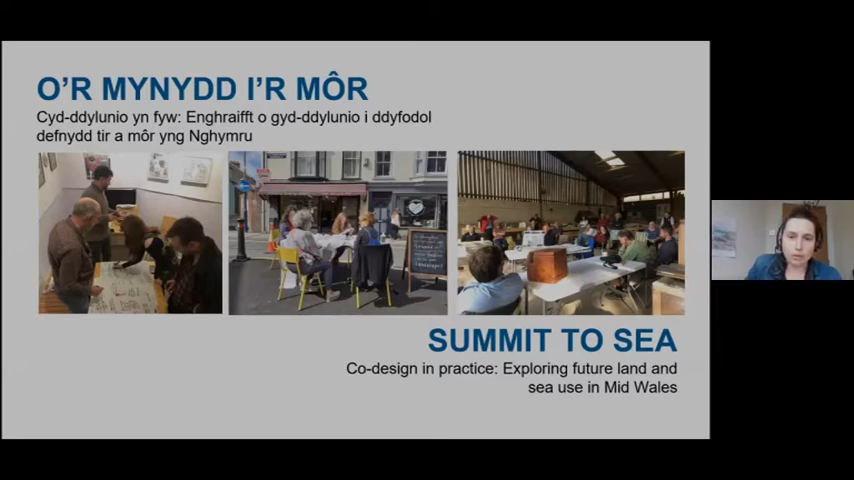 O'R MYNYDD I'R MÔR
Cyd-ddylunio yn fyw: Enghraifft o gyd-ddylunio i ddyfodol
defnydd tir a môr yng Nghymru
SUMMIT TO SEA
Co-design in practice: Exploring future land and
sea use in Mid Wales